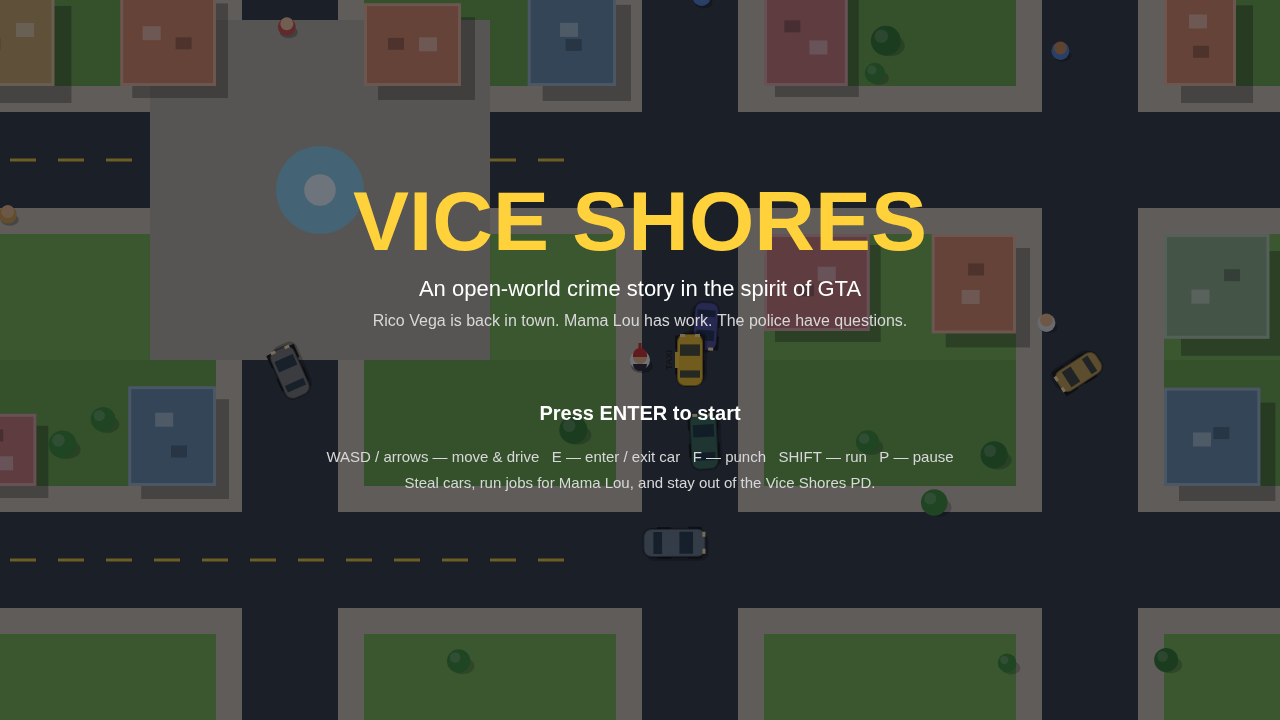 VICE SHORES
An open-world crime story in the spirit of GTA
Rico Vega is back in town. Mama Lou has work. The police have questions.
Press ENTER to start
WASD / arrows — move & drive   E — enter / exit car   F — punch   SHIFT — run   P — pause
Steal cars, run jobs for Mama Lou, and stay out of the Vice Shores PD.